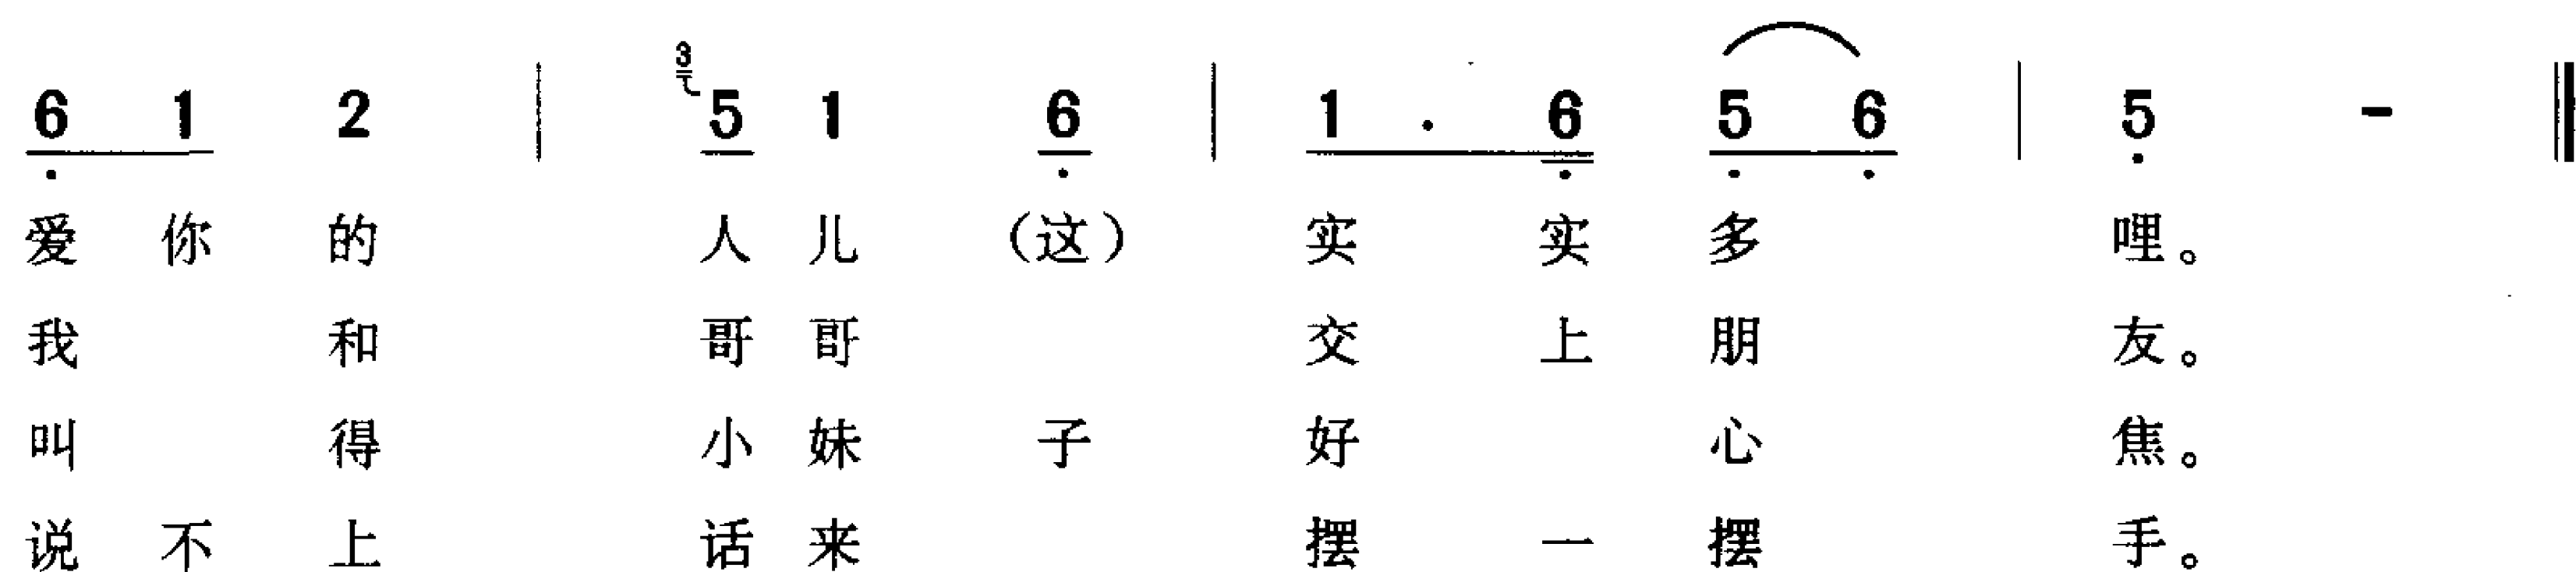 3
6 1 2 | 5 1 6 | 1 · 6 5 6 | 5 - ‖
爱你的人儿（这）实实多哩。
我和哥哥交上朋友。
叫得小妹子好心焦。
说不上话来摆一摆手。